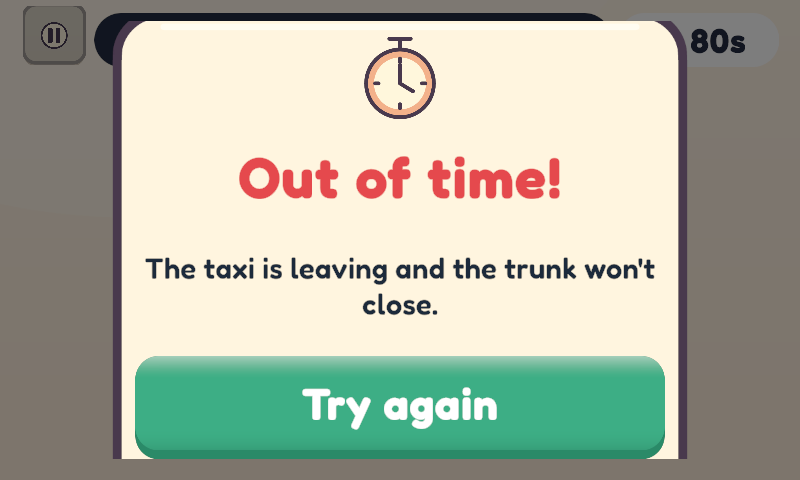 80s
Out of time!
The taxi is leaving and the trunk won't
close.
Try again